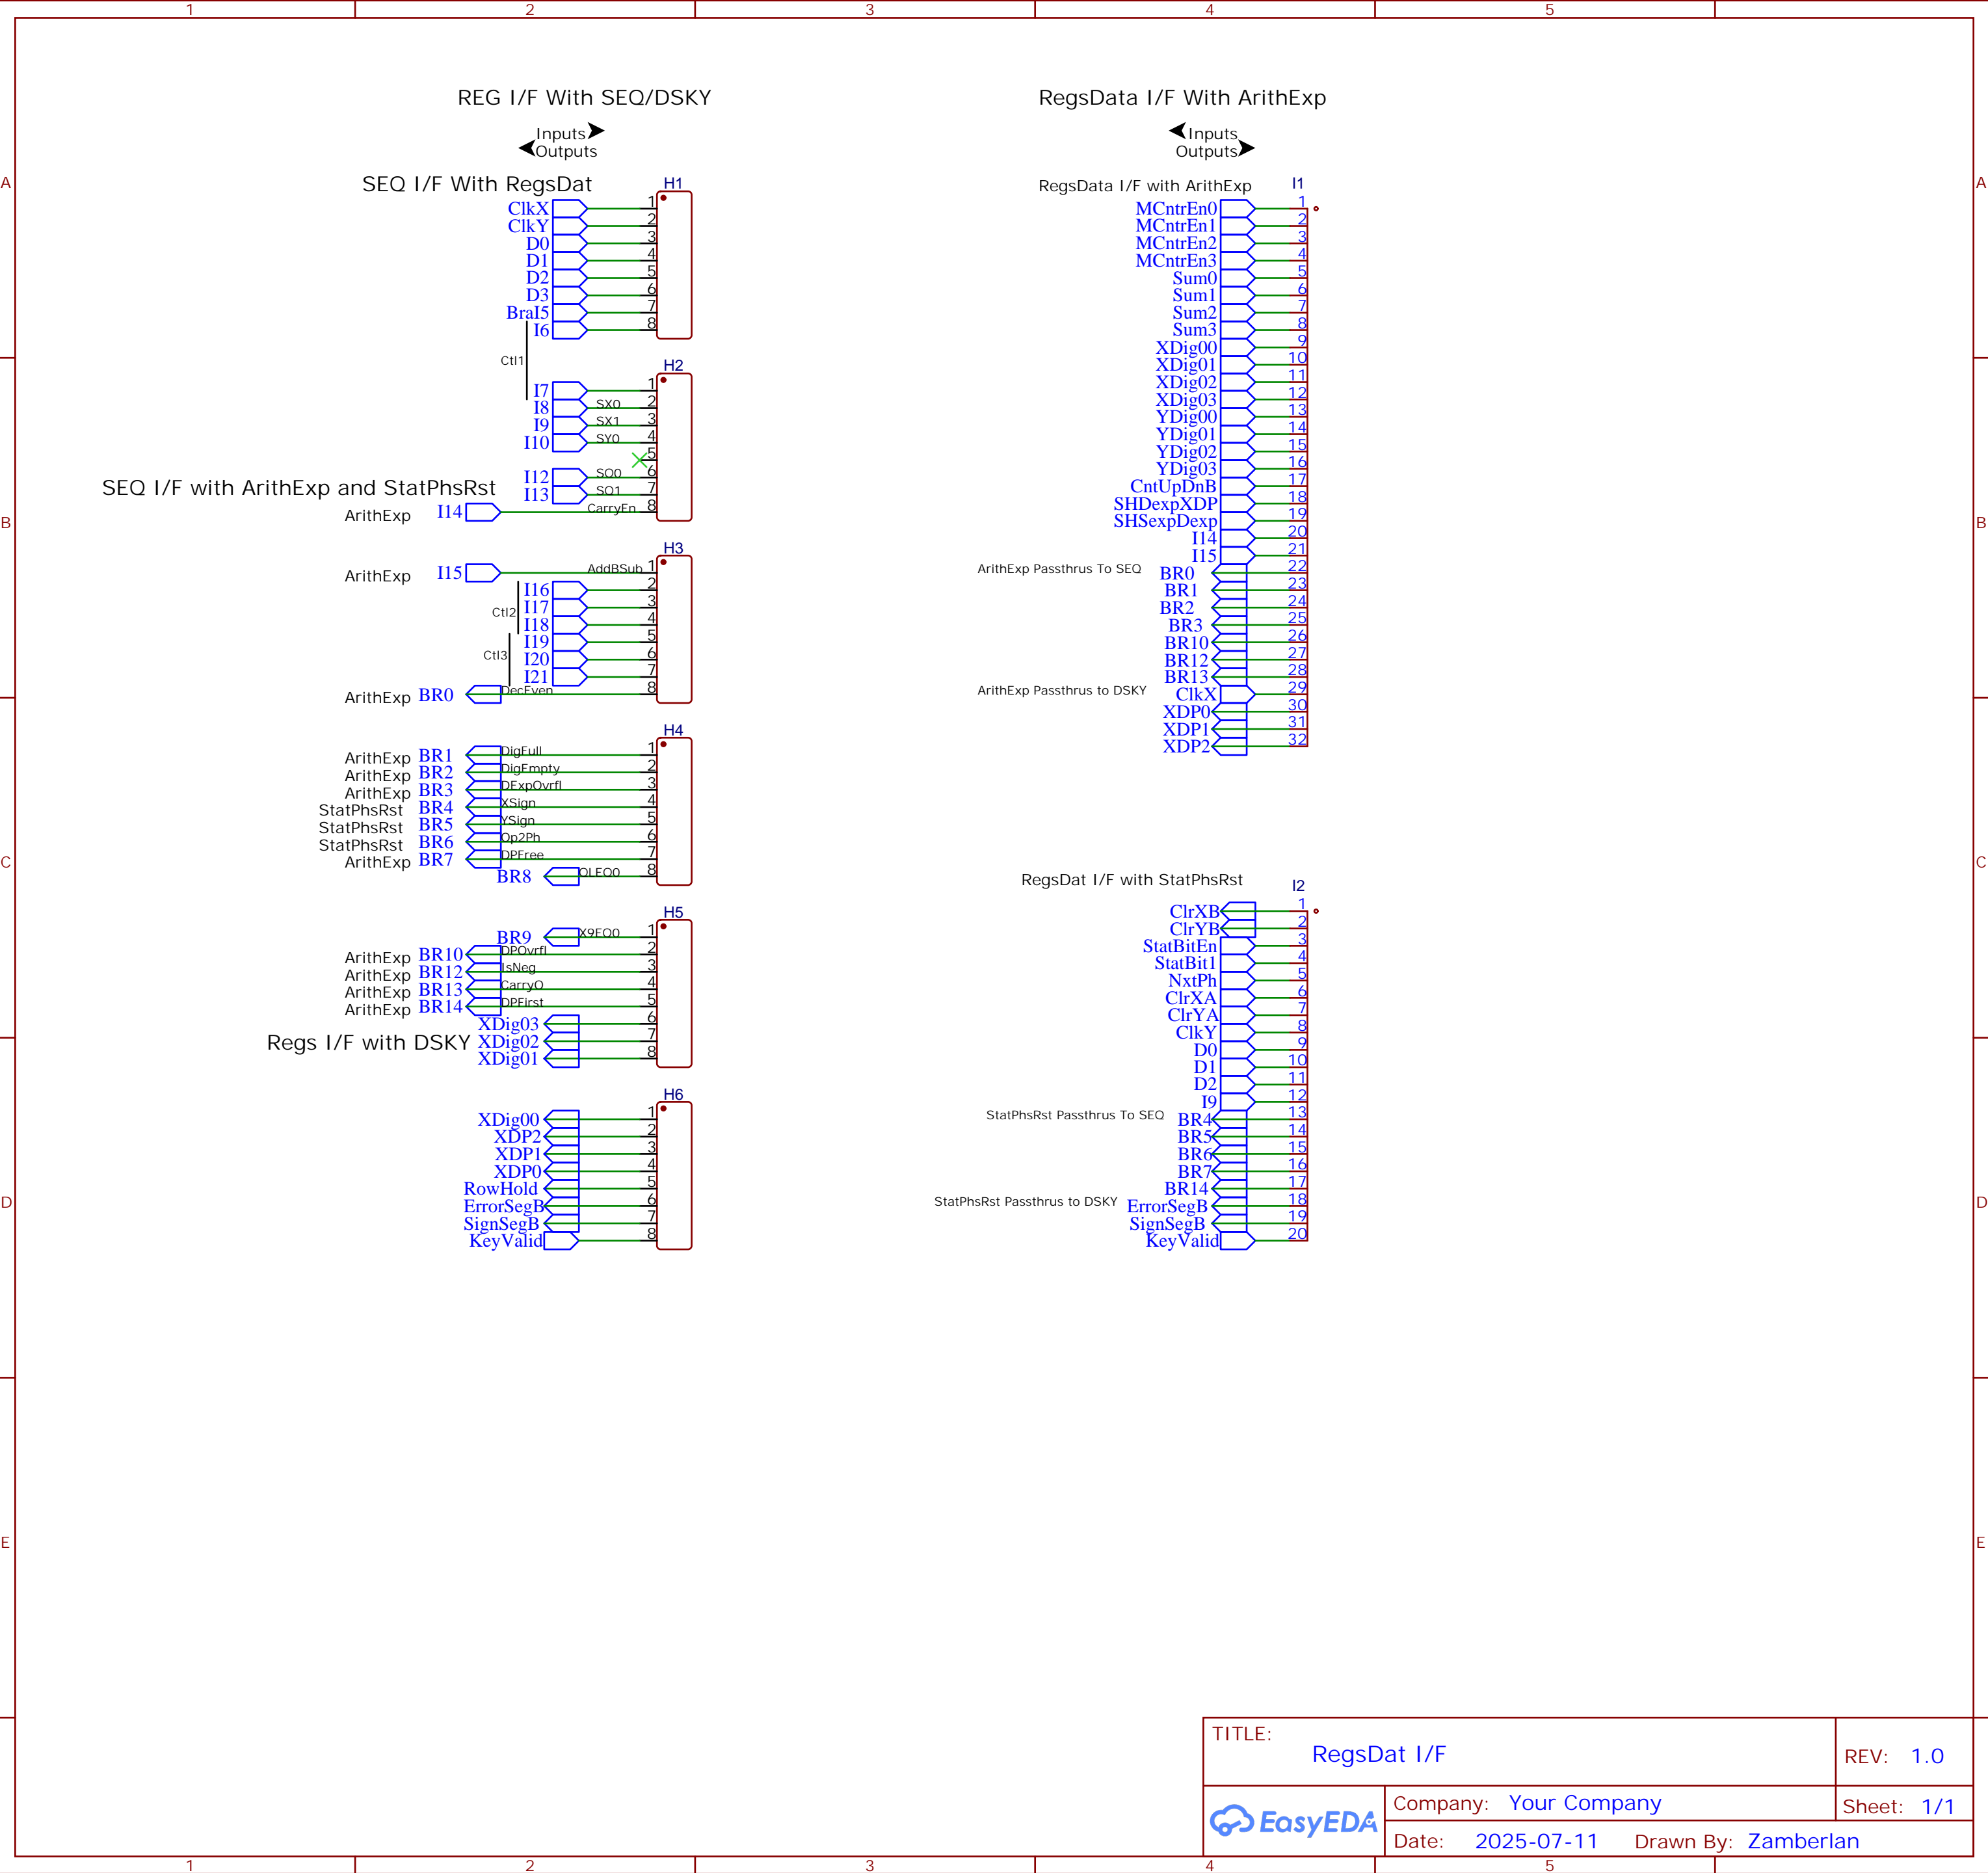 1 2 3 4 5
REG I/F With SEQ/DSKY
Inputs
Outputs
SEQ I/F With RegsDat
H1
ClkX 1
ClkY 2
D0 3
D1 4
D2 5
D3 6
BraI5 7
I6 8
Ctl1
H2
I7 1
I8 SX0 2
I9 SX1 3
I10 SY0 4
5
I12 SQ0 6
I13 SQ1 7
SEQ I/F with ArithExp and StatPhsRst
ArithExp I14 CarryEn 8
H3
ArithExp I15 AddBSub 1
I16 2
Ctl2 I17 3
I18 4
I19 5
Ctl3 I20 6
I21 7
ArithExp BR0 DecEven 8
H4
ArithExp BR1 DigFull 1
ArithExp BR2 DigEmpty 2
ArithExp BR3 DExpOvrfl 3
StatPhsRst BR4 XSign 4
StatPhsRst BR5 YSign 5
StatPhsRst BR6 Op2Ph 6
ArithExp BR7 DPFree 7
BR8 QLEQ0 8
H5
BR9 X9EQ0 1
ArithExp BR10 DPOvrfl 2
ArithExp BR12 IsNeg 3
ArithExp BR13 CarryO 4
ArithExp BR14 DPFirst 5
XDig03 6
Regs I/F with DSKY XDig02 7
XDig01 8
H6
XDig00 1
XDP2 2
XDP1 3
XDP0 4
RowHold 5
ErrorSegB 6
SignSegB 7
KeyValid 8
RegsData I/F With ArithExp
Inputs
Outputs
RegsData I/F with ArithExp I1
MCntrEn0 1
MCntrEn1 2
MCntrEn2 3
MCntrEn3 4
Sum0 5
Sum1 6
Sum2 7
Sum3 8
XDig00 9
XDig01 10
XDig02 11
XDig03 12
YDig00 13
YDig01 14
YDig02 15
YDig03 16
CntUpDnB 17
SHDexpXDP 18
SHSexpDexp 19
I14 20
I15 21
ArithExp Passthrus To SEQ BR0 22
BR1 23
BR2 24
BR3 25
BR10 26
BR12 27
BR13 28
ArithExp Passthrus to DSKY ClkX 29
XDP0 30
XDP1 31
XDP2 32
RegsDat I/F with StatPhsRst I2
ClrXB 1
ClrYB 2
StatBitEn 3
StatBit1 4
NxtPh 5
ClrXA 6
ClrYA 7
ClkY 8
D0 9
D1 10
D2 11
I9 12
StatPhsRst Passthrus To SEQ BR4 13
BR5 14
BR6 15
BR7 16
BR14 17
StatPhsRst Passthrus to DSKY ErrorSegB 18
SignSegB 19
KeyValid 20
A A
B B
C C
D D
E E
TITLE:
RegsDat I/F
REV: 1.0
EasyEDA
Company: Your Company
Sheet: 1/1
Date: 2025-07-11 Drawn By: Zamberlan
1 2 3 4 5